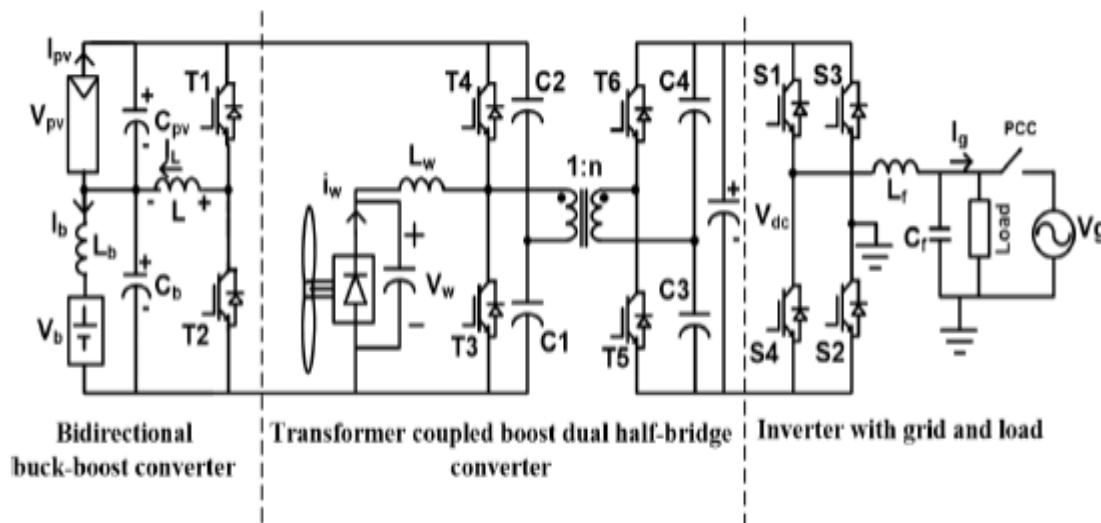 Ipv
Vpv
+
Cpv
-
T1
IL
-
L
+
Ib
Lb
+
Cb
-
Vb
T2
iw
Lw
+
Vw
-
T4
T3
C2
C1
1:n
T6
T5
C4
C3
+
-
Vdc
S1
S3
S4
S2
Lf
Ig
PCC
Cf
Load
Vg
Bidirectional
buck-boost converter
Transformer coupled boost dual half-bridge
converter
Inverter with grid and load